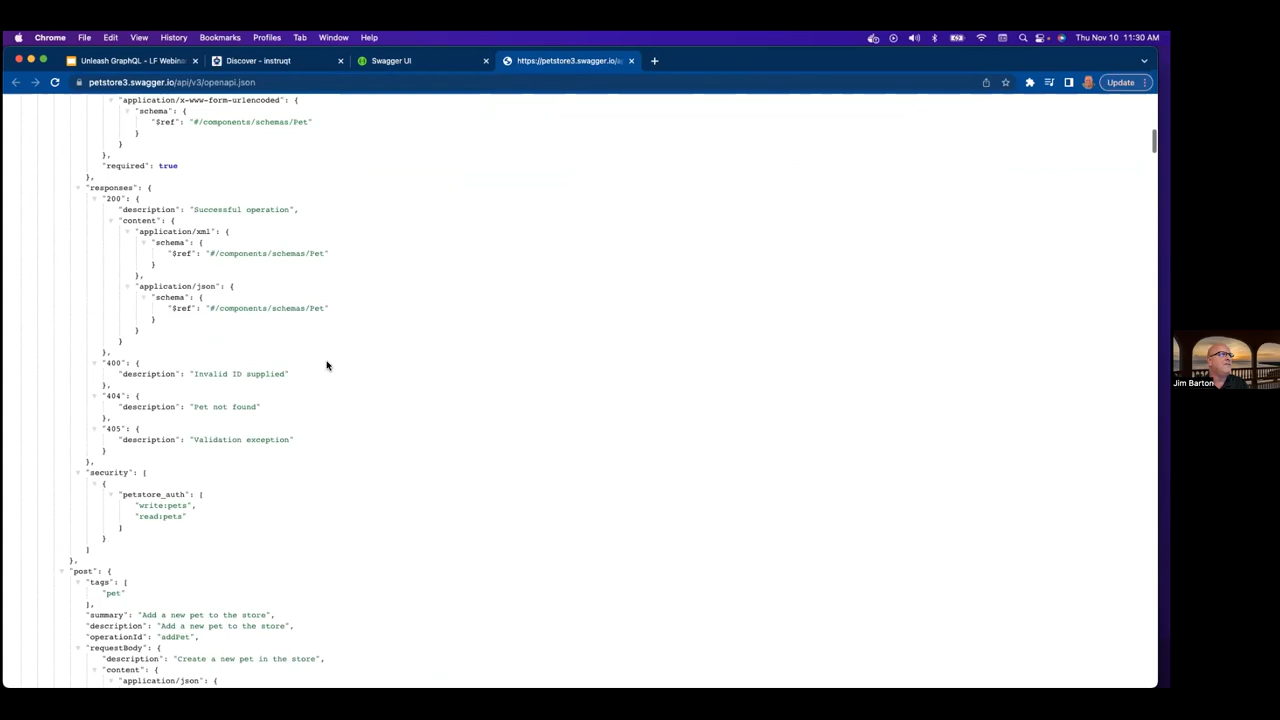 Chrome File Edit View History Bookmarks Profiles Tab Window Help Thu Nov 10 11:30 AM
Unleash GraphQL - LF Webina Discover – instruqt Swagger UI https://petstore3.swagger.io/ap
petstore3.swagger.io/api/v3/openapi.json Update
"application/x-www-form-urlencoded": {
"schema": {
"$ref": "#/components/schemas/Pet"
}
}
},
"required": true
},
"responses": {
"200": {
"description": "Successful operation",
"content": {
"application/xml": {
"schema": {
"$ref": "#/components/schemas/Pet"
}
},
"application/json": {
"schema": {
"$ref": "#/components/schemas/Pet"
}
}
}
},
"400": {
"description": "Invalid ID supplied"
},
"404": {
"description": "Pet not found"
},
"405": {
"description": "Validation exception"
}
},
"security": [
{
"petstore_auth": [
"write:pets",
"read:pets"
]
}
]
},
"post": {
"tags": [
"pet"
],
"summary": "Add a new pet to the store",
"description": "Add a new pet to the store",
"operationId": "addPet",
"requestBody": {
"description": "Create a new pet in the store",
"content": {
"application/json": {
Jim Barton